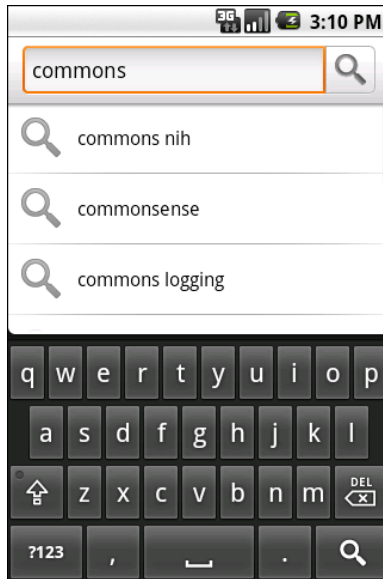 3G 3:10 PM
commons
commons nih
commonsense
commons logging
q w e r t y u i o p
a s d f g h j k l
z x c v b n m DEL
?123 , .